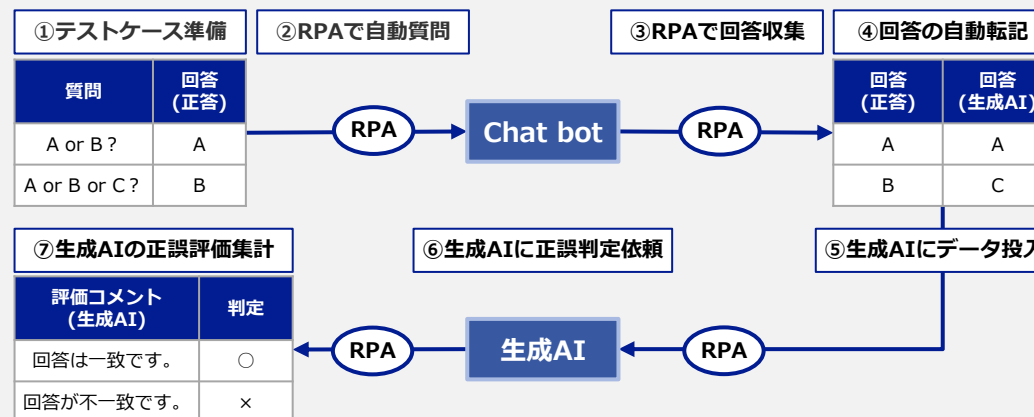 ①テストケース準備
②RPAで自動質問
③RPAで回答収集
④回答の自動転記
質問
回答
(正答)
A or B？
A
A or B or C？
B
RPA
Chat bot
RPA
回答
(正答)
回答
(生成AI)
A
A
B
C
⑦生成AIの正誤評価集計
⑥生成AIに正誤判定依頼
⑤生成AIにデータ投入
評価コメント
(生成AI)
判定
回答は一致です。
○
回答が不一致です。
×
RPA
生成AI
RPA